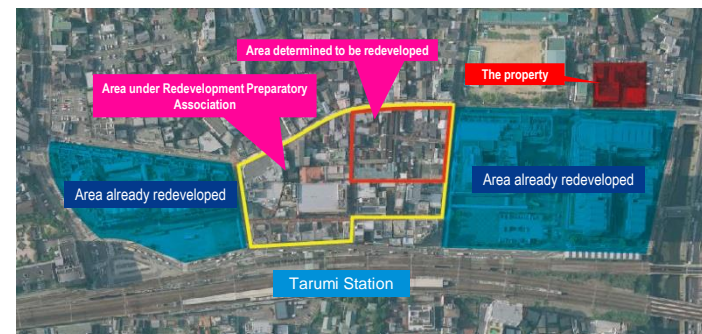 Area determined to be redeveloped
The property
Area under Redevelopment Preparatory
Association
Area already redeveloped
Area already redeveloped
Tarumi Station